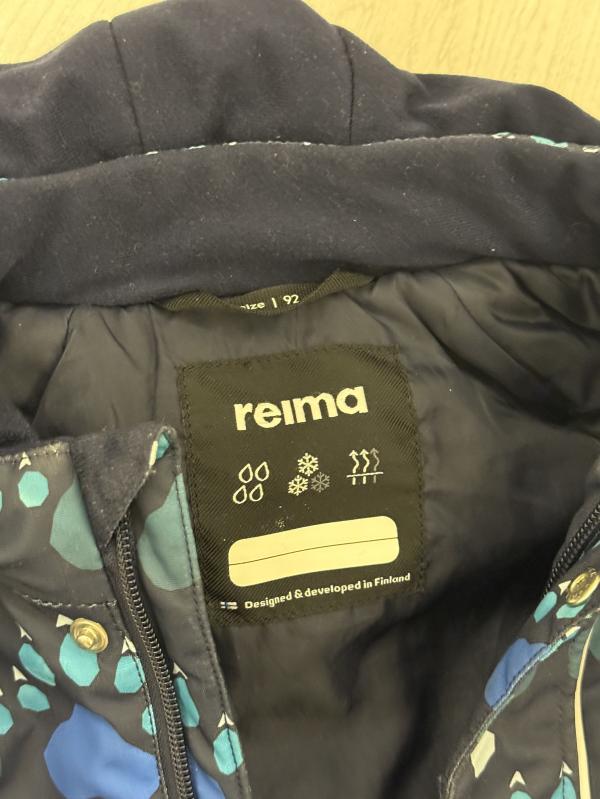 size | 92
reima
Designed & developed in Finland